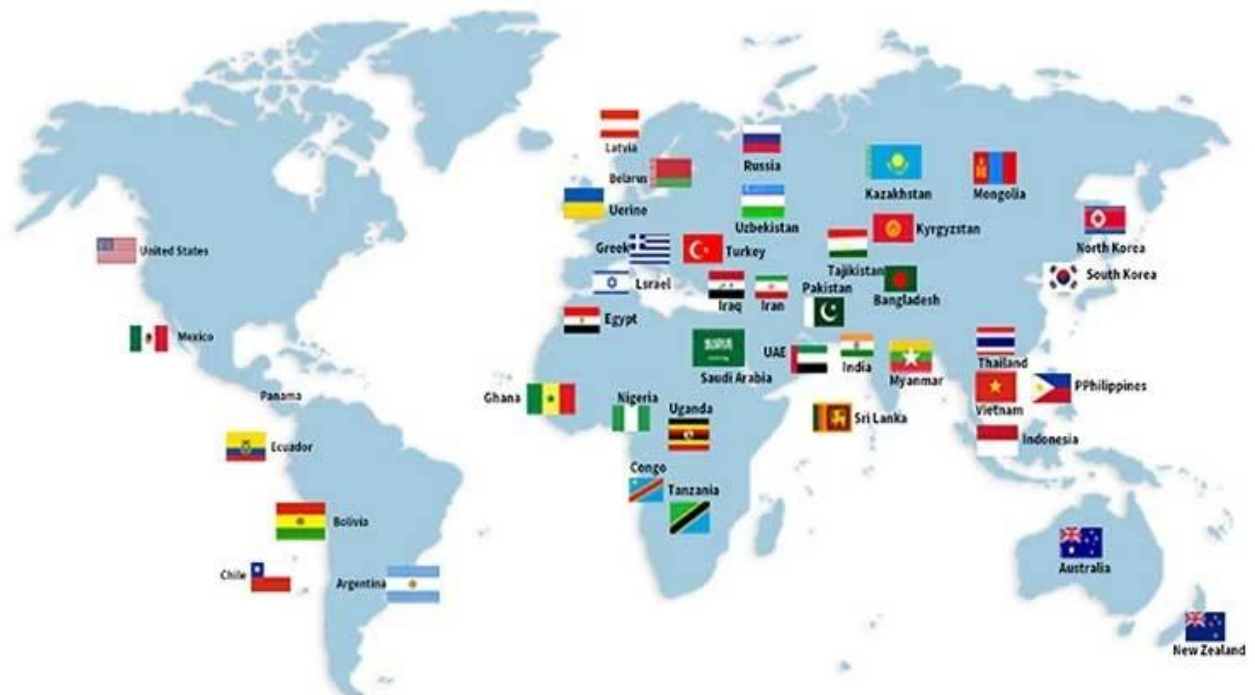 Latvia
Russia
Belarus
Kazakhstan
Mongolia
Uerine
Uzbekistan
Kyrgyzstan
United States
Greek
Turkey
North Korea
Tajikistan
South Korea
Lsrael
Iraq
Iran
Pakistan
Bangladesh
Egypt
Mexico
Saudi Arabia
UAE
India
Myanmar
Thailand
Panama
Ghana
Nigeria
Uganda
Sri Lanka
Vietnam
PPhilippines
Ecuador
Indonesia
Congo
Tanzania
Bolivia
Chile
Argentina
Australia
New Zealand